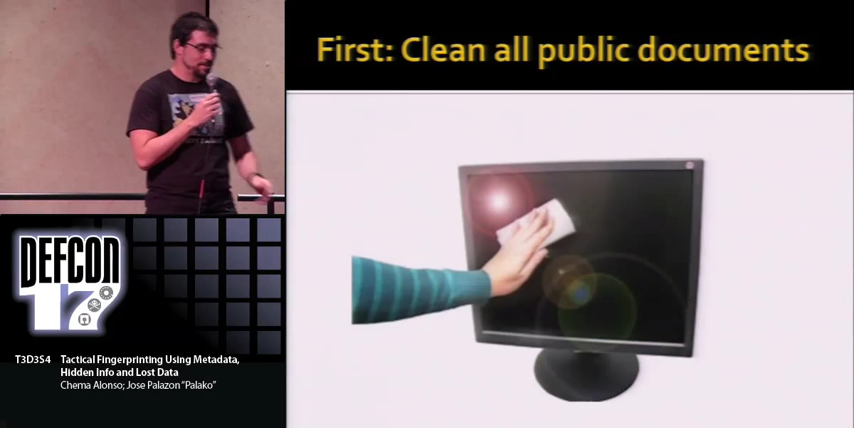 First: Clean all public documents
DEFCON
17
T3D3S4 Tactical Fingerprinting Using Metadata,
Hidden Info and Lost Data
Chema Alonso; Jose Palazon "Palako"